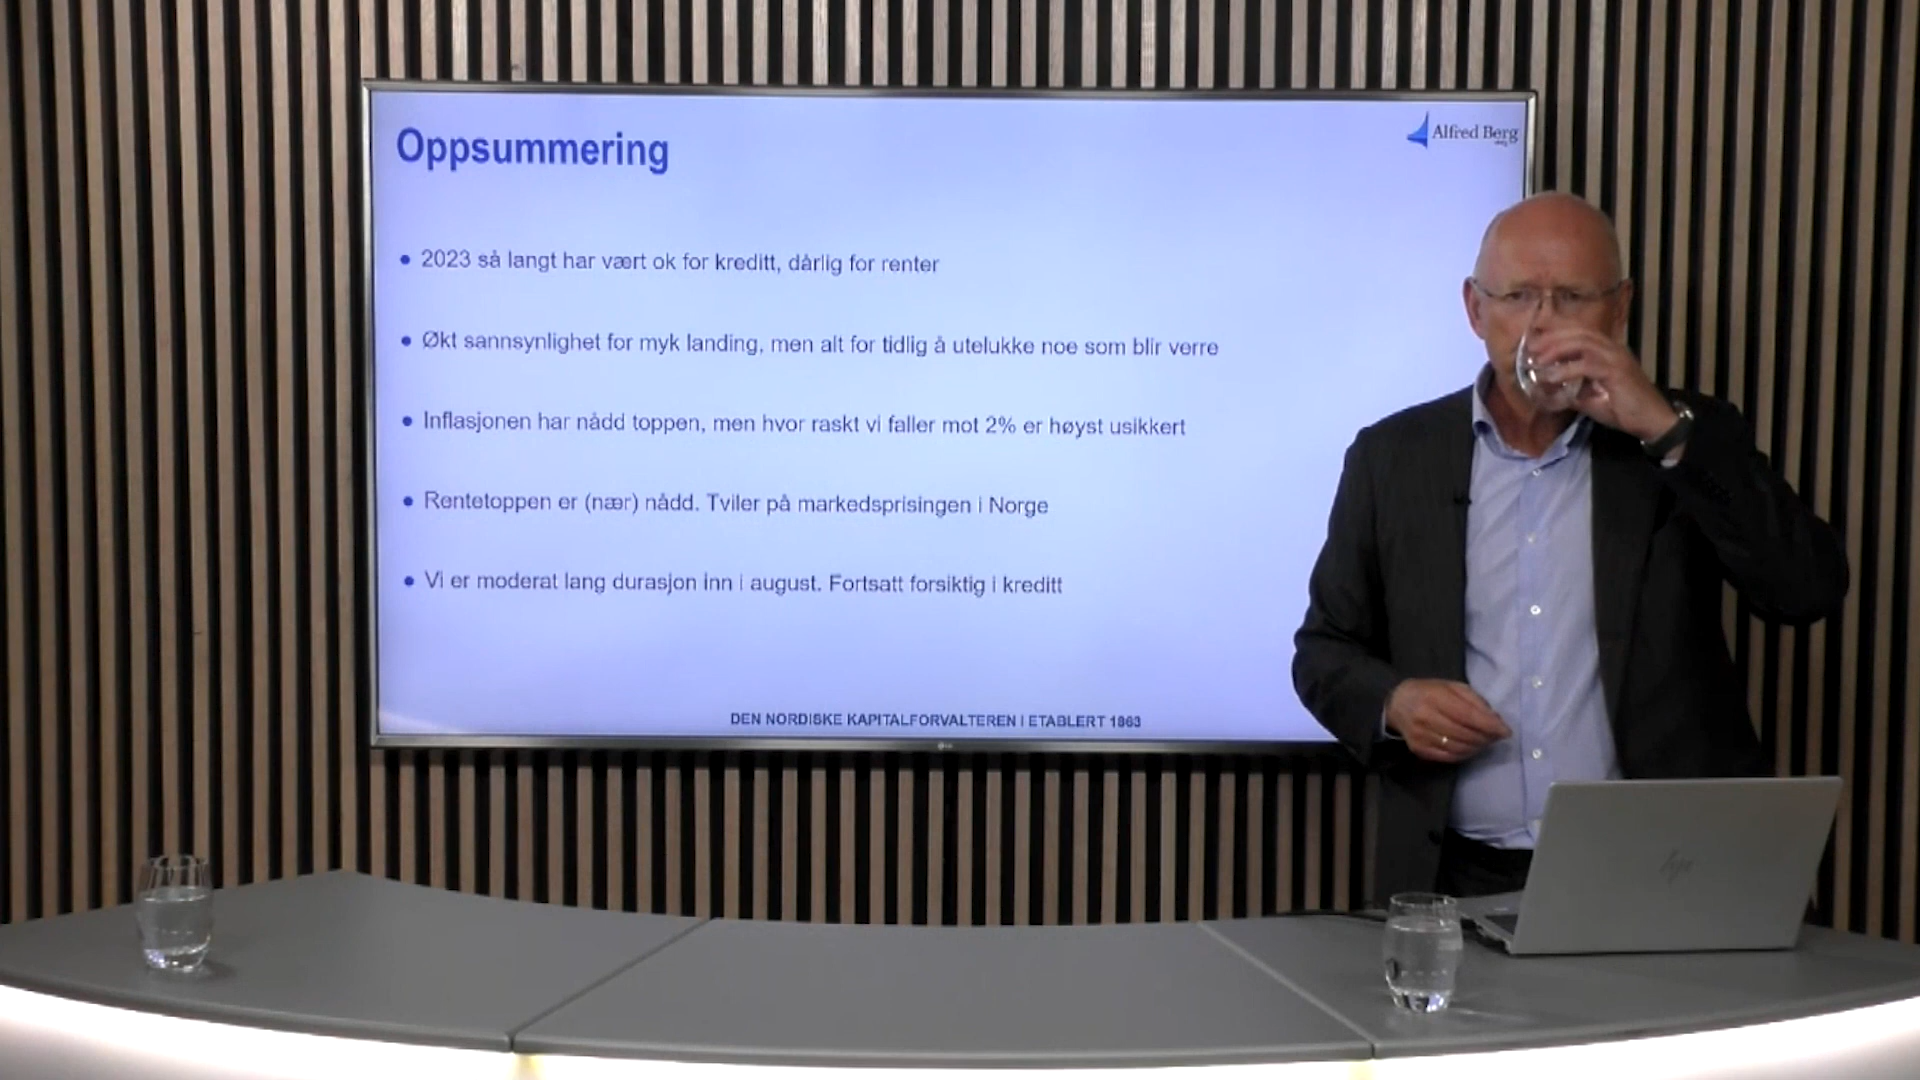 Oppsummering
Alfred Berg
• 2023 så langt har vært ok for kreditt, dårlig for renter
• Økt sannsynlighet for myk landing, men alt for tidlig å utelukke noe som blir verre
• Inflasjonen har nådd toppen, men hvor raskt vi faller mot 2% er høyst usikkert
• Rentetoppen er (nær) nådd. Tviler på markedsprisingen i Norge
• Vi er moderat lang durasjon inn i august. Fortsatt forsiktig i kreditt
DEN NORDISKE KAPITALFORVALTEREN I ETABLERT 1863
hp